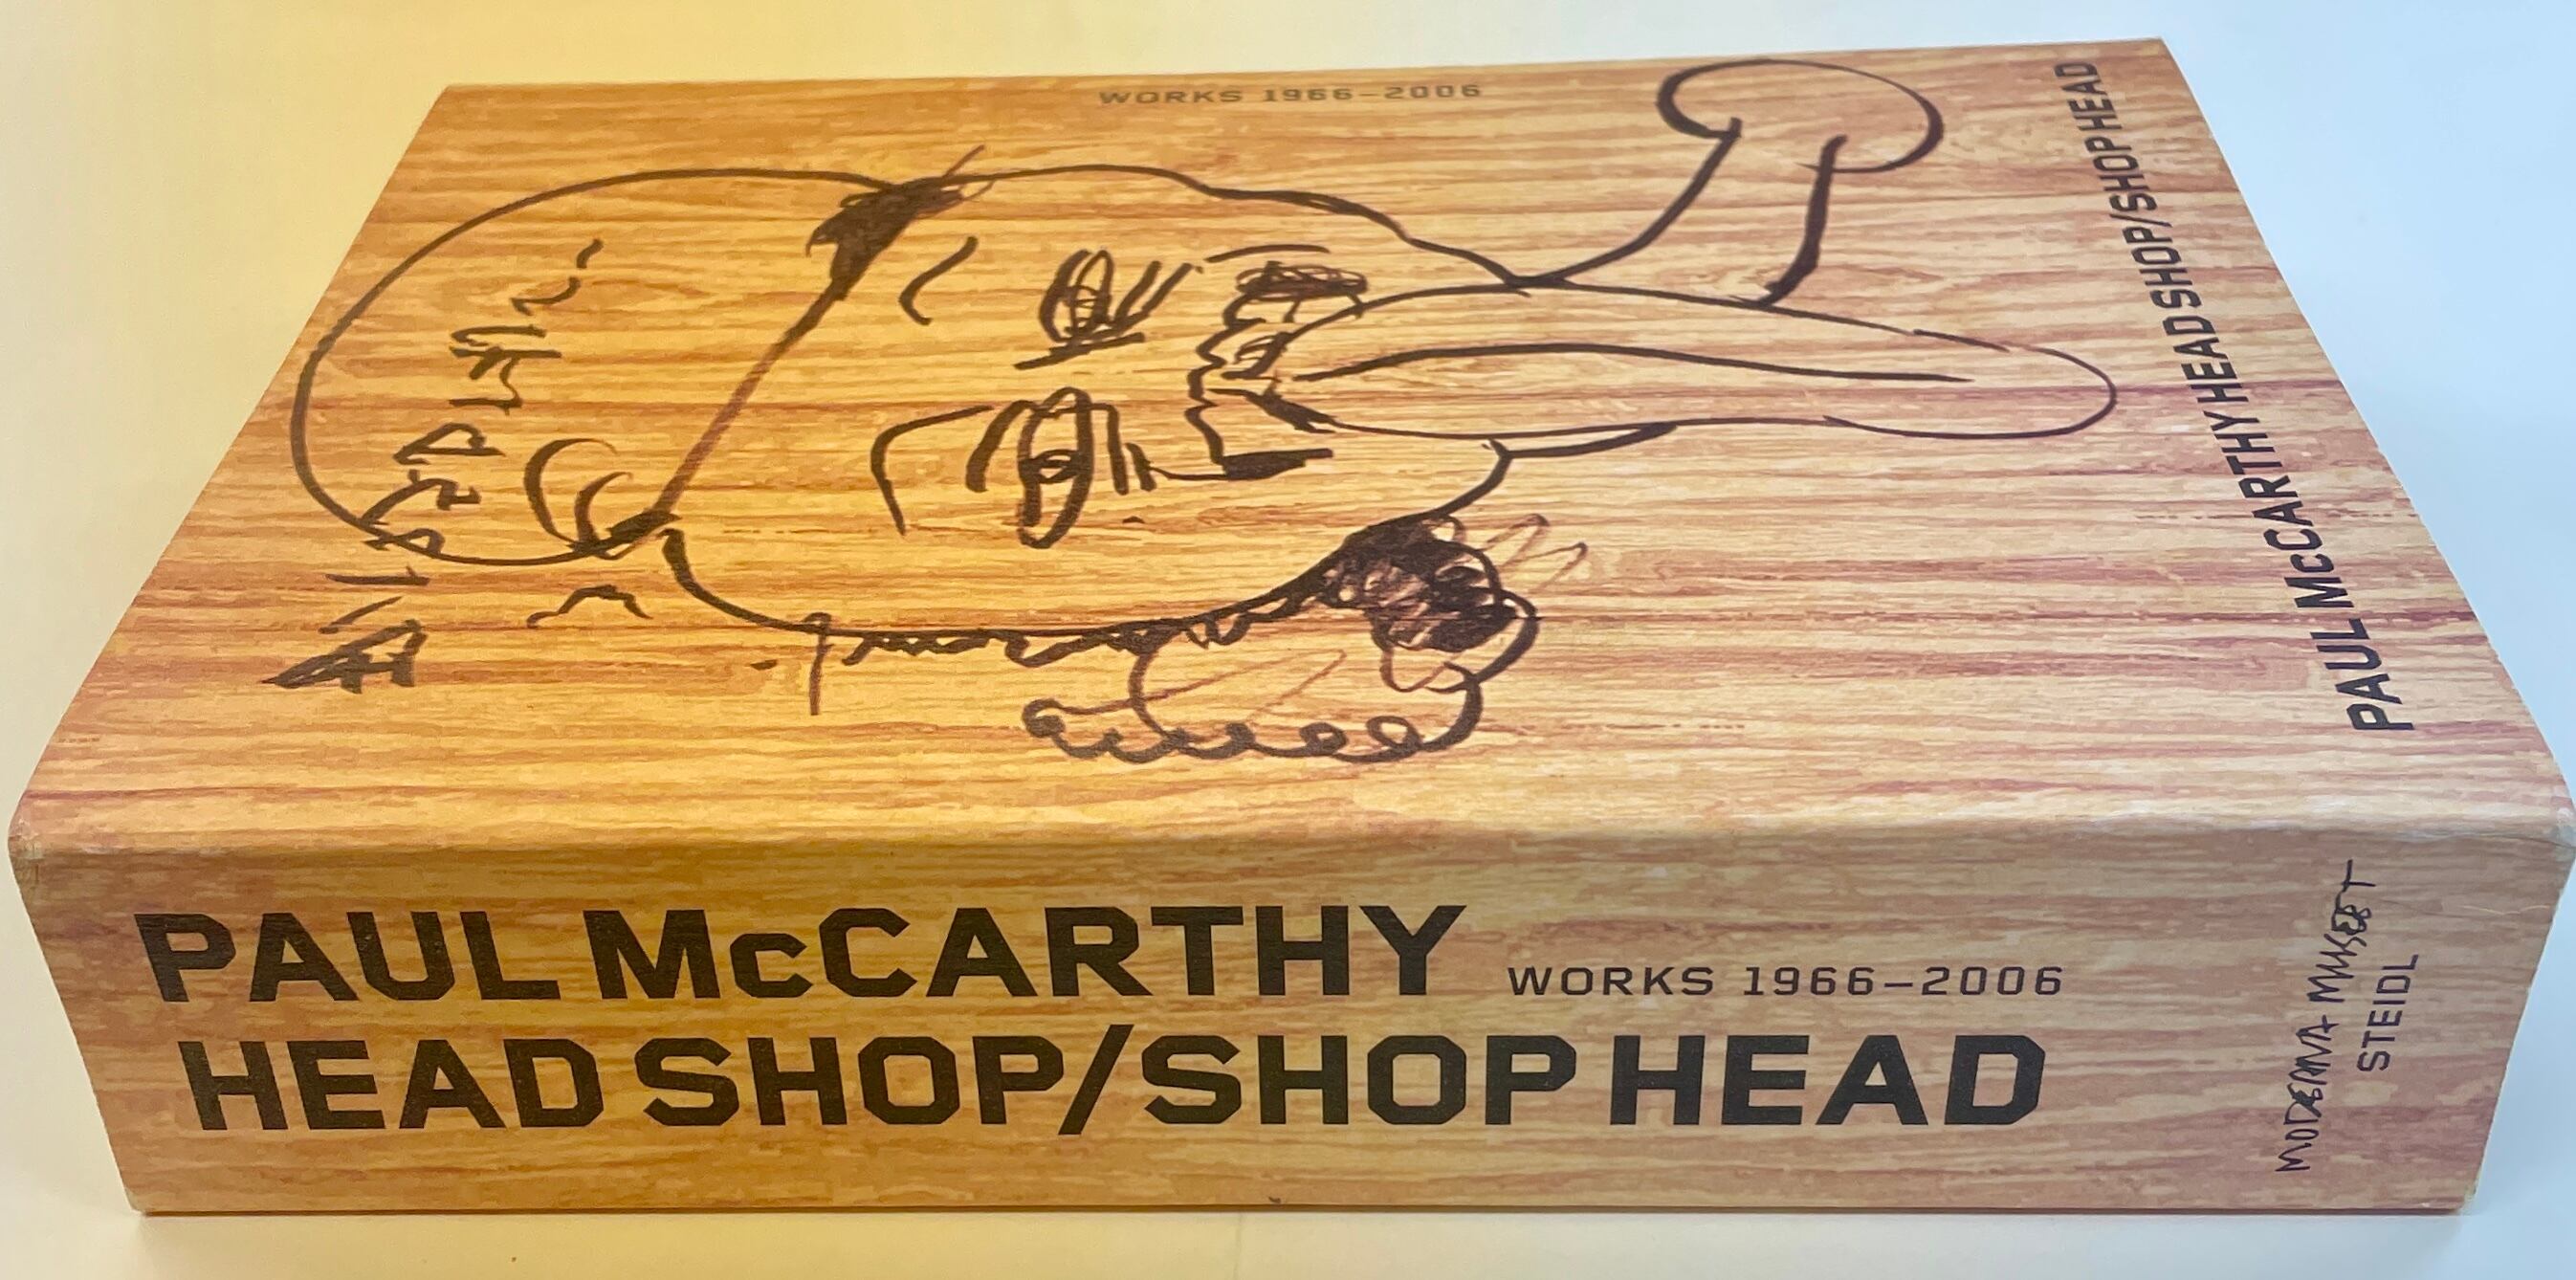 WORKS 1966–2006
PAUL McCARTHY HEAD SHOP/SHOP HEAD
PAUL McCARTHY WORKS 1966–2006
HEAD SHOP/SHOP HEAD
MODERNA MUSEET
STEIDL